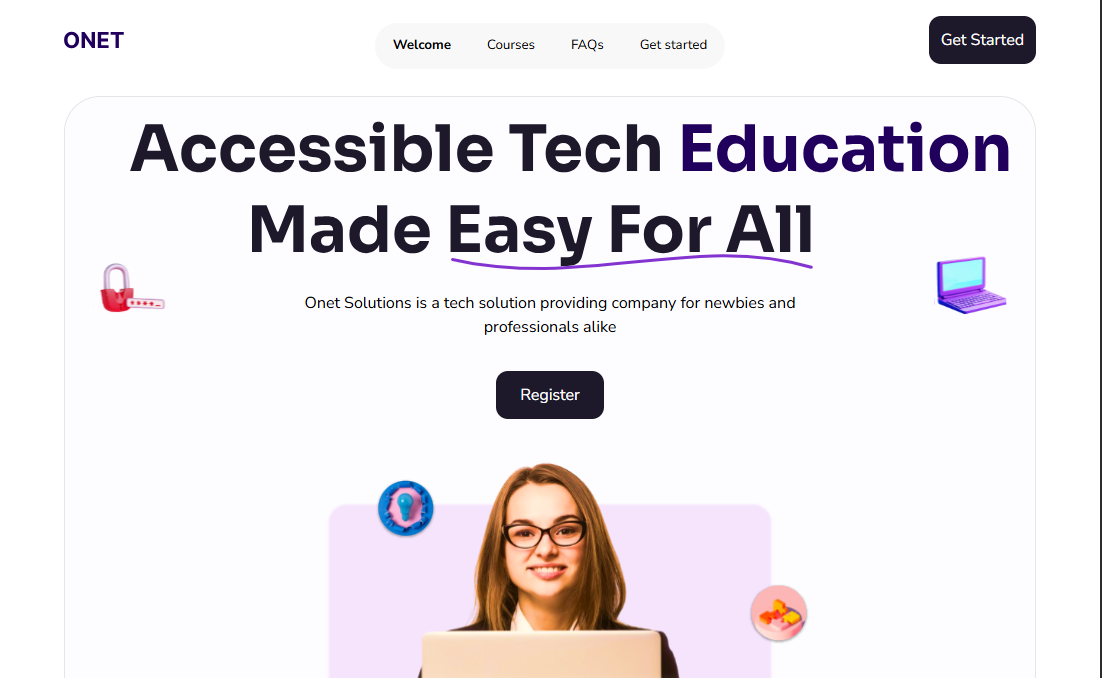 ONET
Welcome Courses FAQs Get started
Get Started
Accessible Tech Education
Made Easy For All
Onet Solutions is a tech solution providing company for newbies and
professionals alike
Register